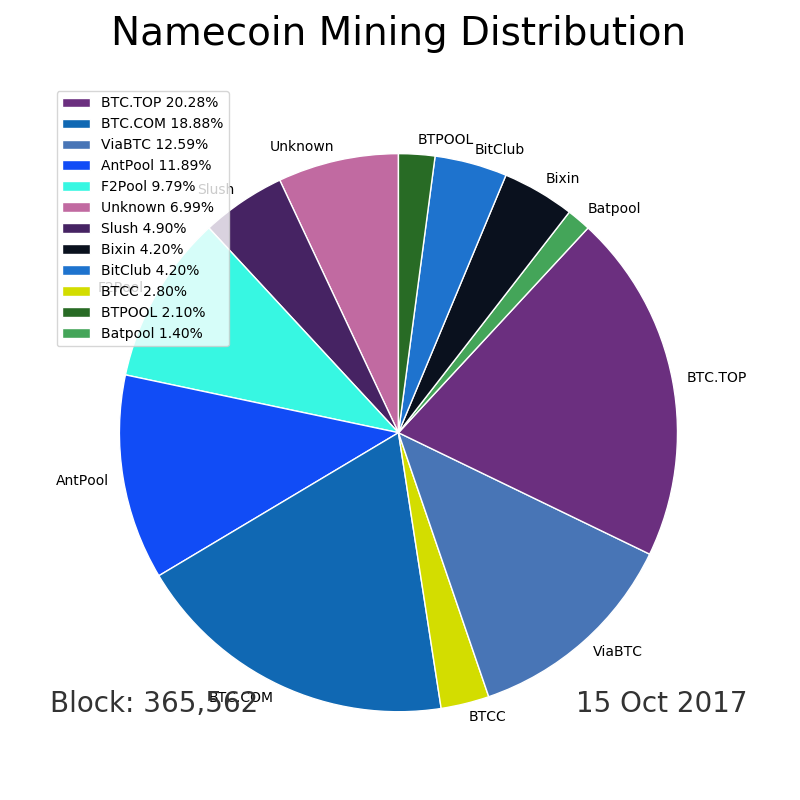 Namecoin Mining Distribution
BTC.TOP 20.28%
BTC.COM 18.88%
ViaBTC 12.59%
AntPool 11.89%
F2Pool 9.79%
Unknown 6.99%
Slush 4.90%
Bixin 4.20%
BitClub 4.20%
BTCC 2.80%
BTPOOL 2.10%
Batpool 1.40%
Unknown
BTPOOL
BitClub
Bixin
Batpool
Slush
F2Pool
BTC.TOP
AntPool
ViaBTC
BTC.COM
BTCC
Block: 365,562
15 Oct 2017